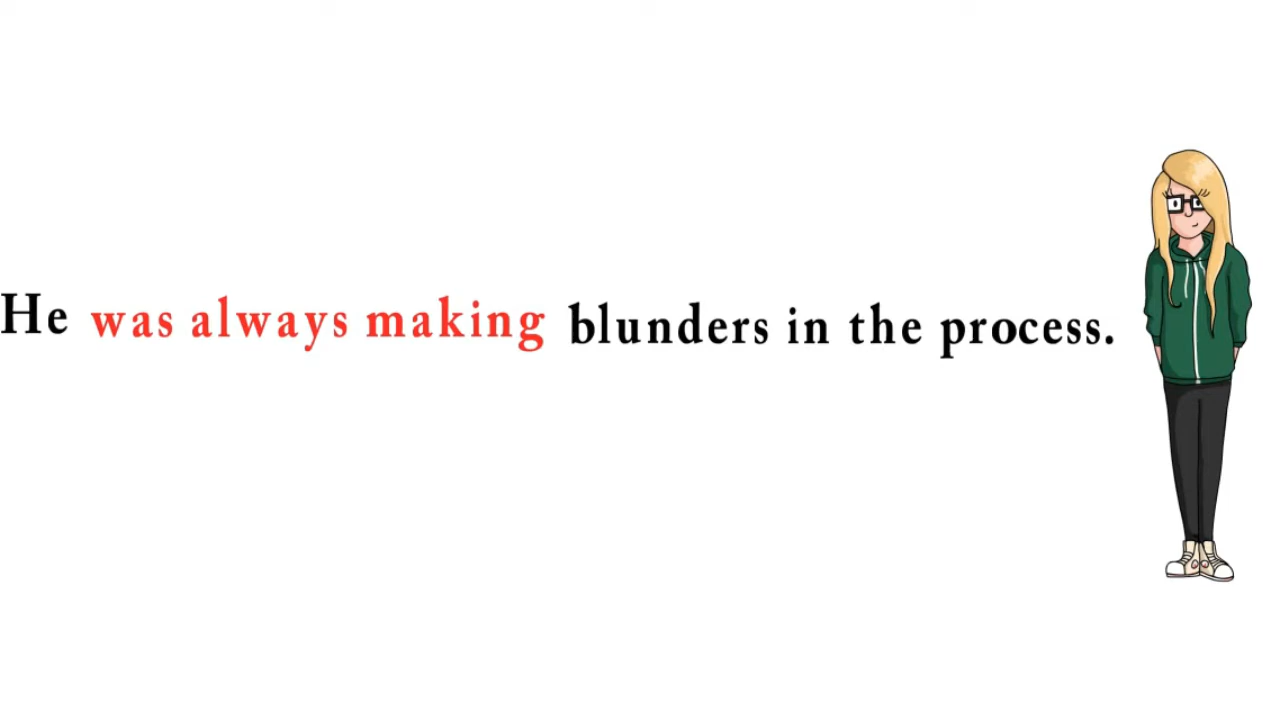 He was always making blunders in the process.